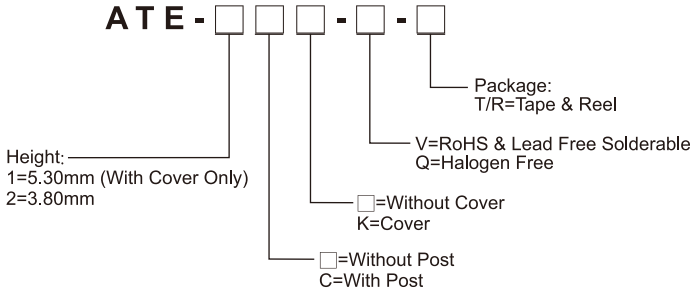 ATE-□□□-□-□
Package:
T/R=Tape & Reel
V=RoHS & Lead Free Solderable
Q=Halogen Free
Height:
1=5.30mm (With Cover Only)
2=3.80mm
□=Without Cover
K=Cover
□=Without Post
C=With Post